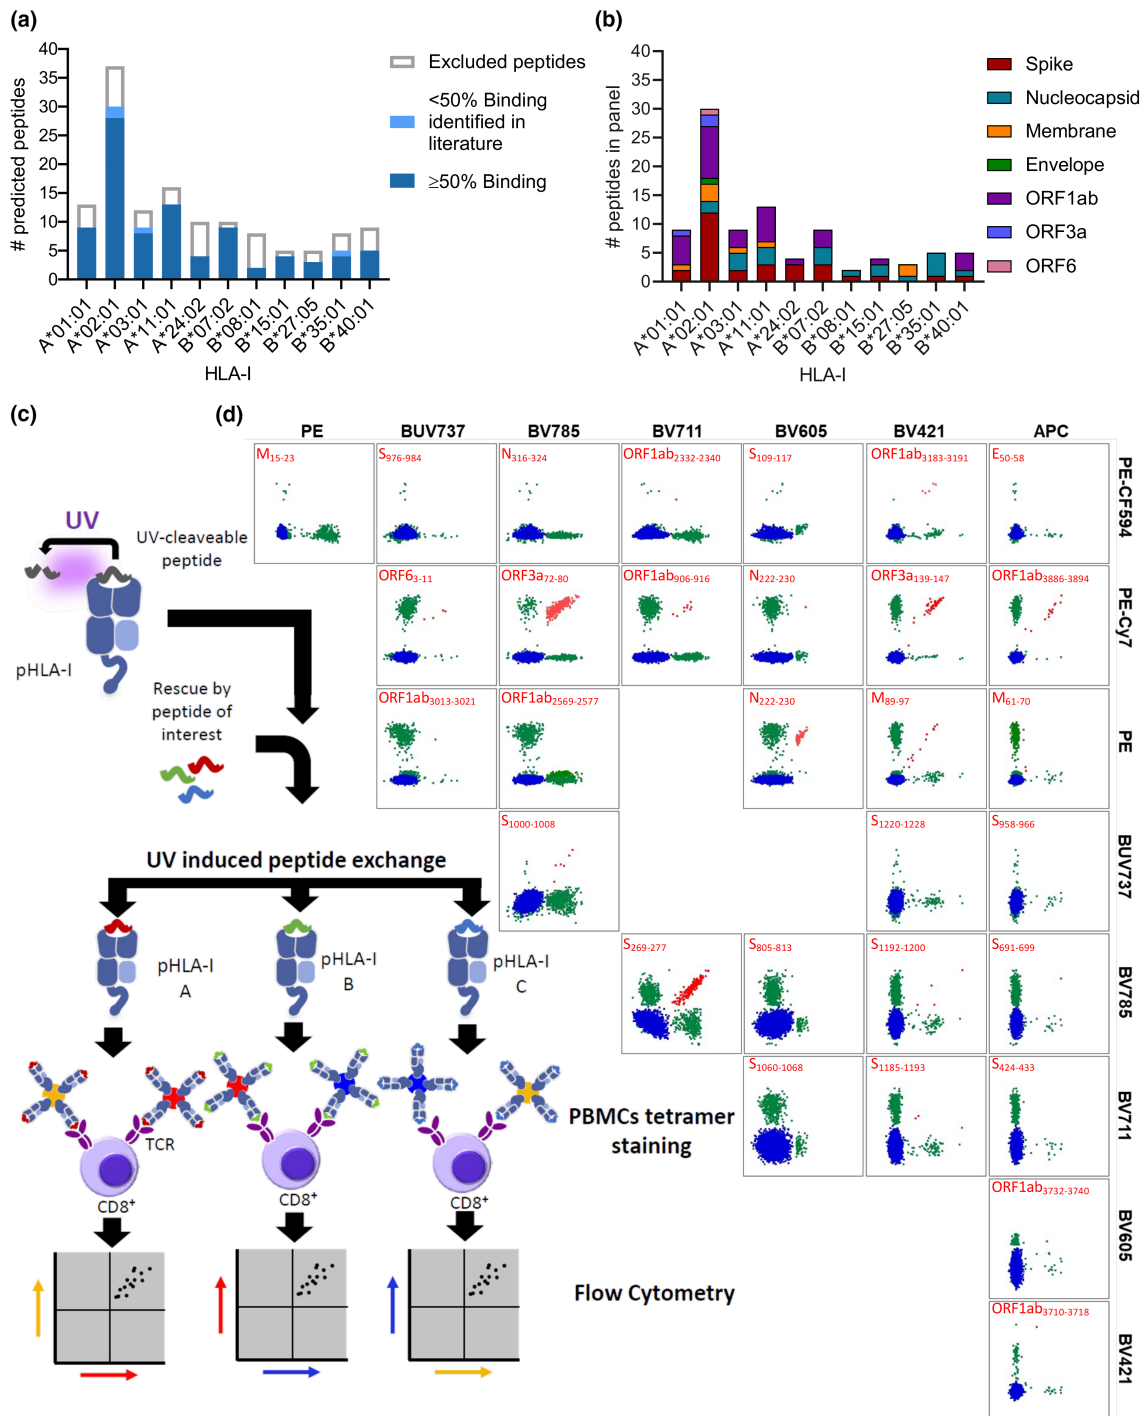 (a)
# predicted peptides
40
35
30
25
20
15
10
5
0
A*01:01
A*02:01
A*03:01
A*11:01
A*24:02
B*07:02
B*08:01
B*15:01
B*27:05
B*35:01
B*40:01
HLA-I
Excluded peptides
<50% Binding
identified in
literature
≥50% Binding
(b)
# peptides in panel
40
35
30
25
20
15
10
5
0
A*01:01
A*02:01
A*03:01
A*11:01
A*24:02
B*07:02
B*08:01
B*15:01
B*27:05
B*35:01
B*40:01
HLA-I
Spike
Nucleocapsid
Membrane
Envelope
ORF1ab
ORF3a
ORF6
(c)
UV
UV-cleaveable
peptide
pHLA-I
Rescue by
peptide of
interest
UV induced peptide exchange
pHLA-I
A
pHLA-I
B
pHLA-I
C
TCR
CD8+
CD8+
CD8+
PBMCs tetramer
staining
Flow Cytometry
(d)
PE BUV737 BV785 BV711 BV605 BV421 APC
M15-23 S976-984 N316-324 ORF1ab2332-2340 S109-117 ORF1ab3183-3191 E50-58
PE-CF594
ORF63-11 ORF3a72-80 ORF1ab906-916 N222-230 ORF3a139-147 ORF1ab3886-3894
PE-Cy7
ORF1ab3013-3021 ORF1ab2569-2577 N222-230 M89-97 M61-70
PE
S1000-1008 S1220-1228 S958-966
BUV737
S269-277 S805-813 S1192-1200 S691-699
BV785
S1060-1068 S1185-1193 S424-433
BV711
ORF1ab3732-3740
BV605
ORF1ab3710-3718
BV421